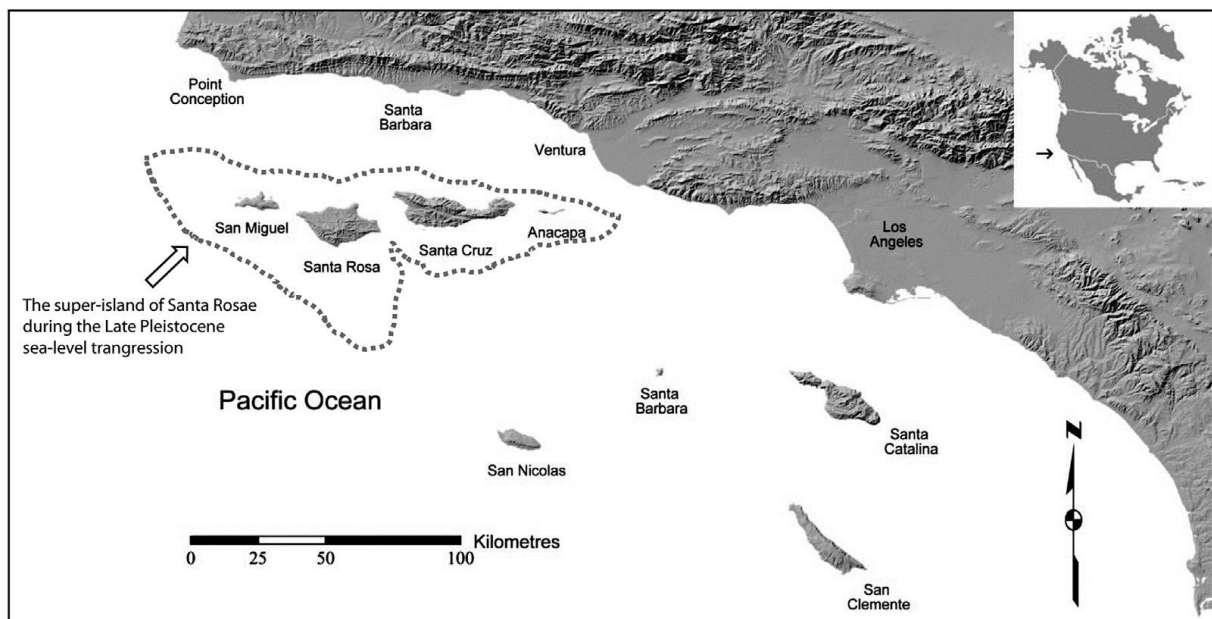 Point
Conception
Santa
Barbara
Ventura
San Miguel
Santa Rosa
Santa Cruz
Anacapa
Los
Angeles
The super-island of Santa Rosae
during the Late Pleistocene
sea-level trangression
Pacific Ocean
Santa
Barbara
Santa
Catalina
San Nicolas
N
Kilometres
0 25 50 100
San
Clemente